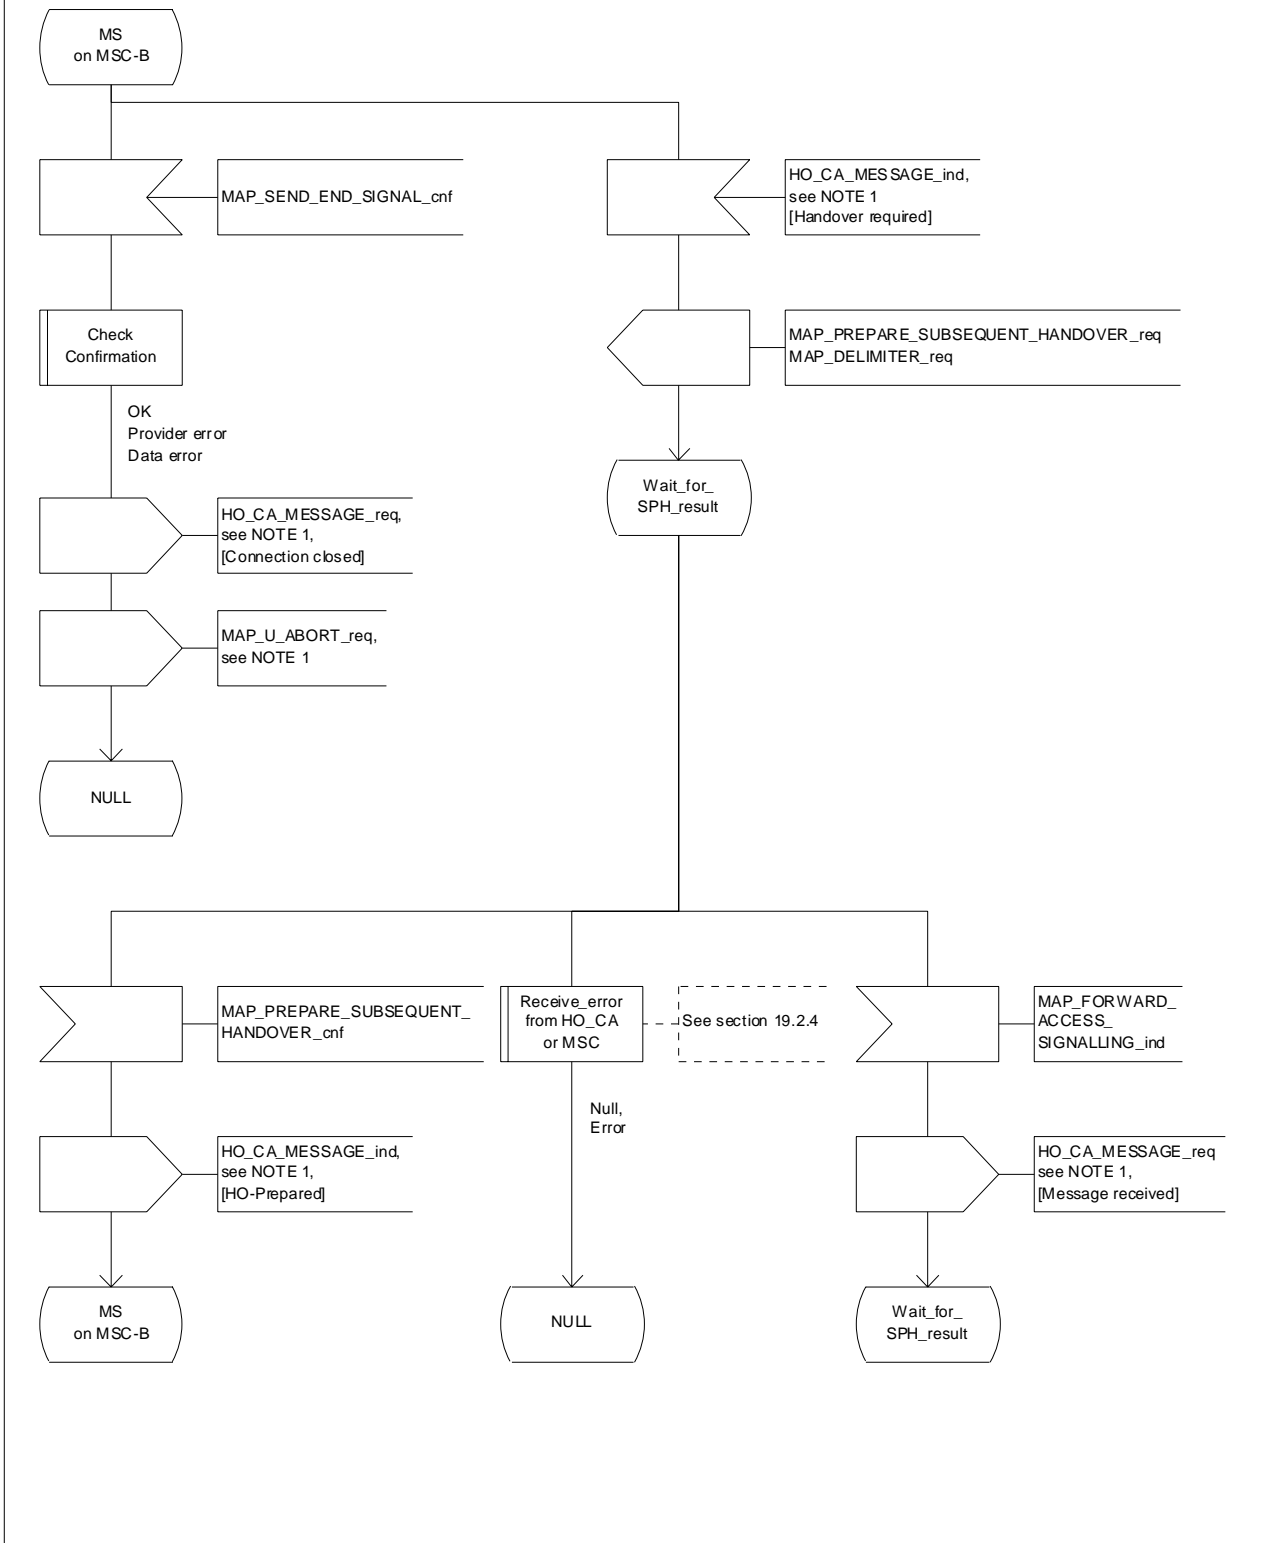 MS
on MSC-B
MAP_SEND_END_SIGNAL_cnf
HO_CA_MESSAGE_ind,
see NOTE 1
[Handover required]
Check
Confirmation
MAP_PREPARE_SUBSEQUENT_HANDOVER_req
MAP_DELIMITER_req
OK
Provider error
Data error
Wait_for_
SPH_result
HO_CA_MESSAGE_req,
see NOTE 1,
[Connection closed]
MAP_U_ABORT_req,
see NOTE 1
NULL
MAP_PREPARE_SUBSEQUENT_
HANDOVER_cnf
Receive_error
from HO_CA
or MSC
See section 19.2.4
MAP_FORWARD_
ACCESS_
SIGNALLING_ind
Null,
Error
HO_CA_MESSAGE_ind,
see NOTE 1,
[HO-Prepared]
HO_CA_MESSAGE_req
see NOTE 1,
[Message received]
MS
on MSC-B
NULL
Wait_for_
SPH_result